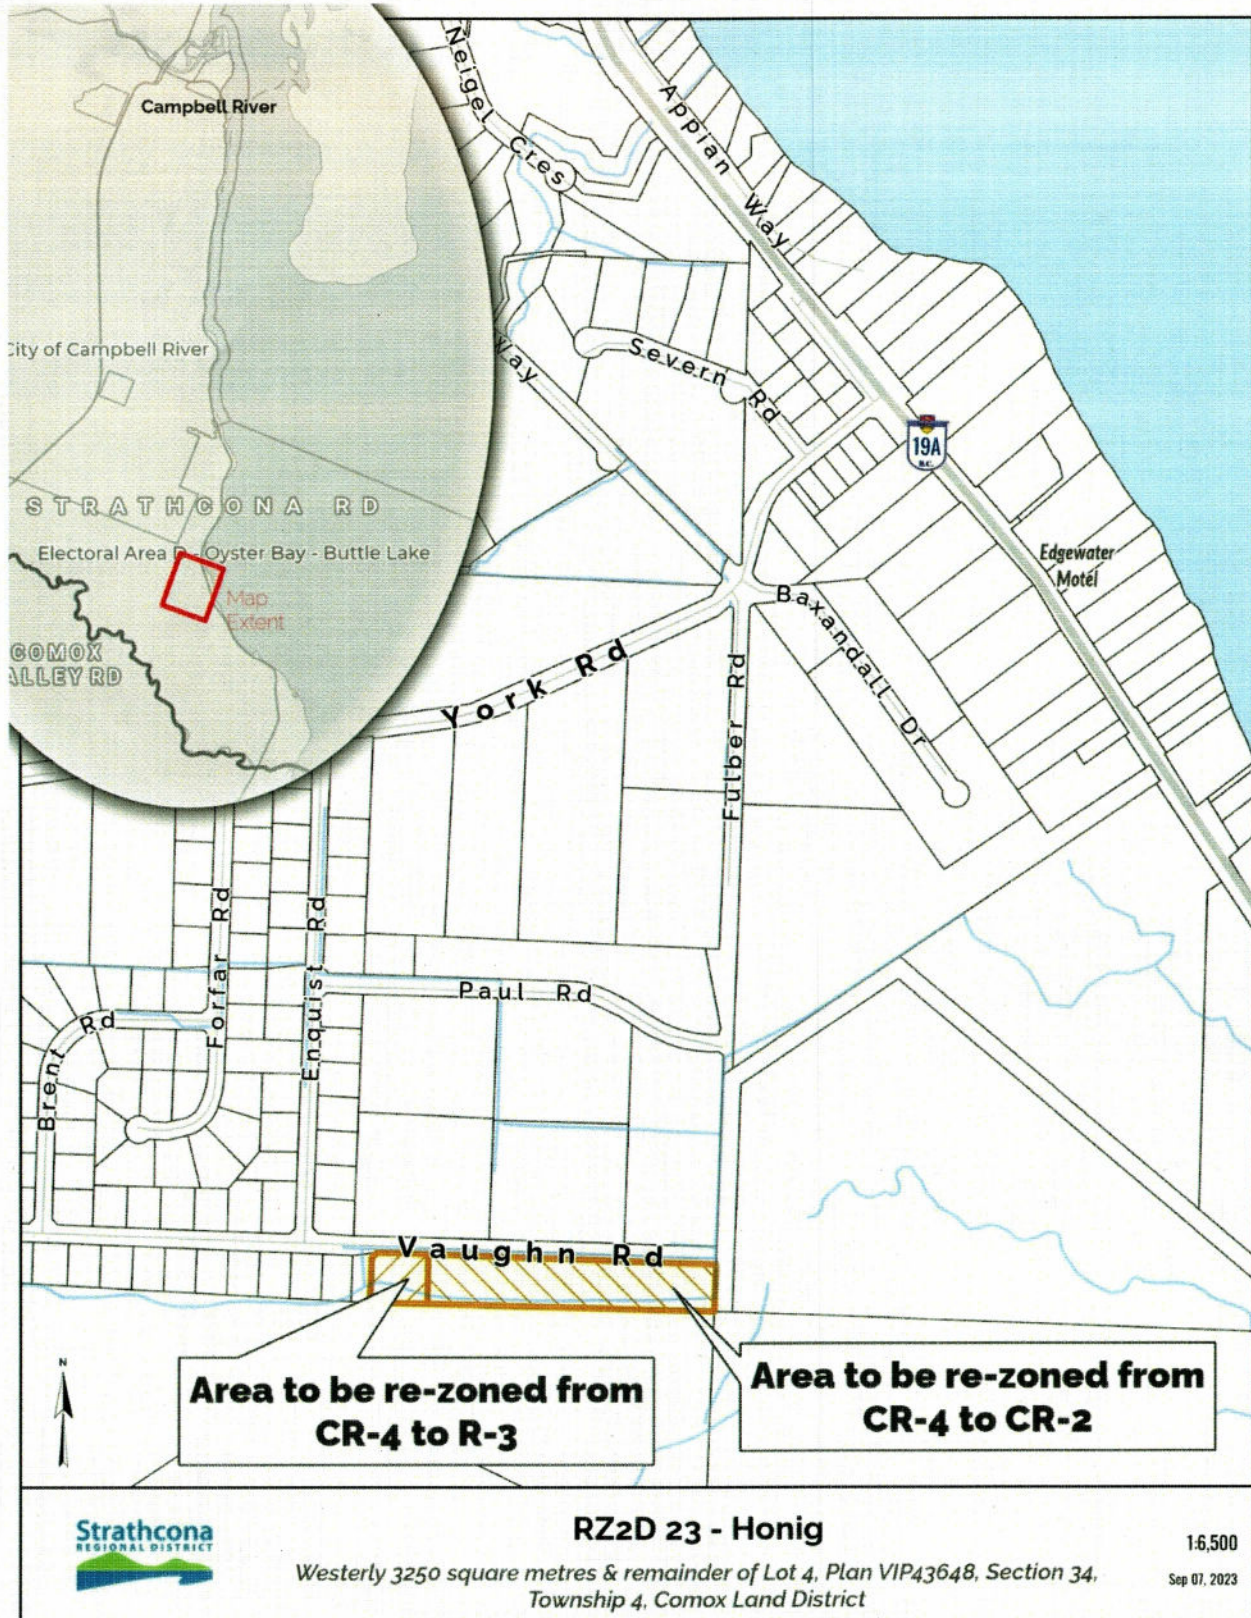 Campbell River
City of Campbell River
STRATHCONA RD
Electoral Area D - Oyster Bay - Buttle Lake
Map
Extent
COMOX
ALLEY RD
Neigel Cres
Appian Way
way
Severn Rd
19A
B.C.
Edgewater
Motel
Baxandall Dr
York Rd
Fulber Rd
Forfar Rd
Enquist Rd
Paul Rd
Brent Rd
Vaughn Rd
N
Area to be re-zoned from
CR-4 to R-3
Area to be re-zoned from
CR-4 to CR-2
Strathcona
REGIONAL DISTRICT
RZ2D 23 - Honig
Westerly 3250 square metres & remainder of Lot 4, Plan VIP43648, Section 34,
Township 4, Comox Land District
1:6,500
Sep 07, 2023